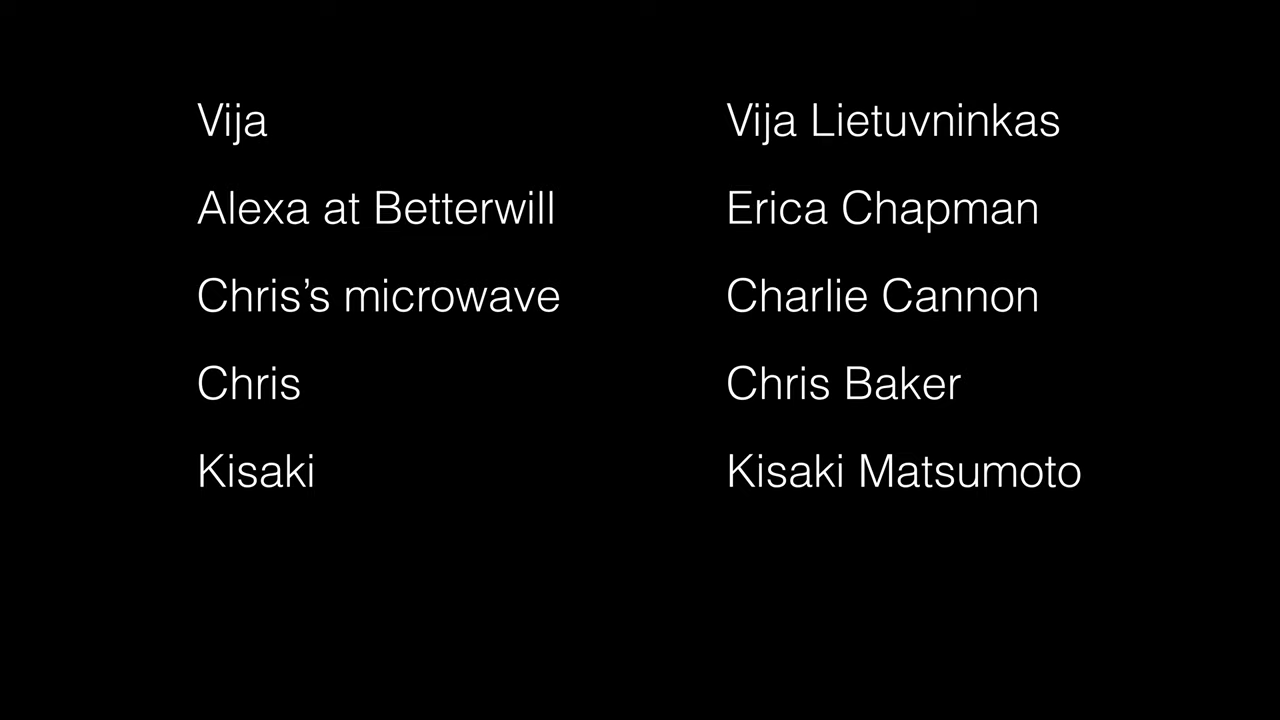 Vija Vija Lietuvninkas
Alexa at Betterwill Erica Chapman
Chris’s microwave Charlie Cannon
Chris Chris Baker
Kisaki Kisaki Matsumoto